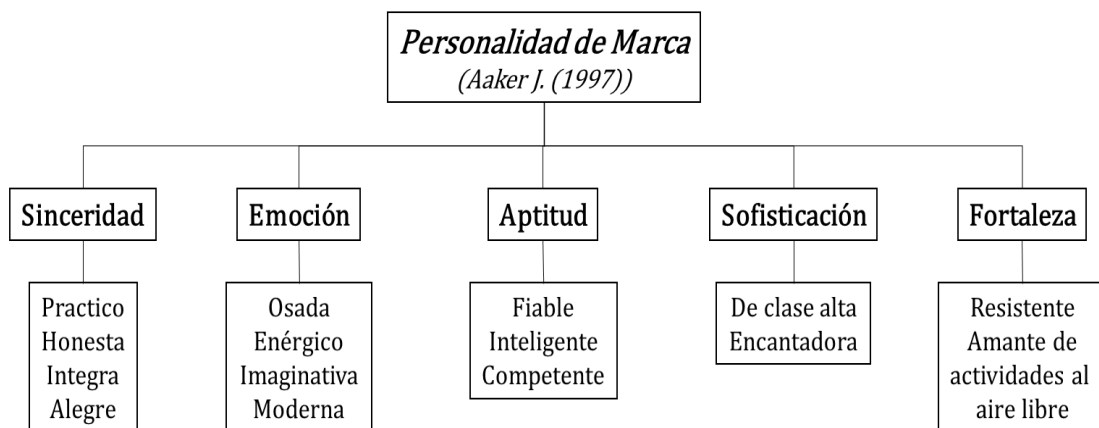 Personalidad de Marca
(Aaker J. (1997))
Sinceridad
Emoción
Aptitud
Sofisticación
Fortaleza
Practico
Honesta
Integra
Alegre
Osada
Enérgico
Imaginativa
Moderna
Fiable
Inteligente
Competente
De clase alta
Encantadora
Resistente
Amante de
actividades al
aire libre